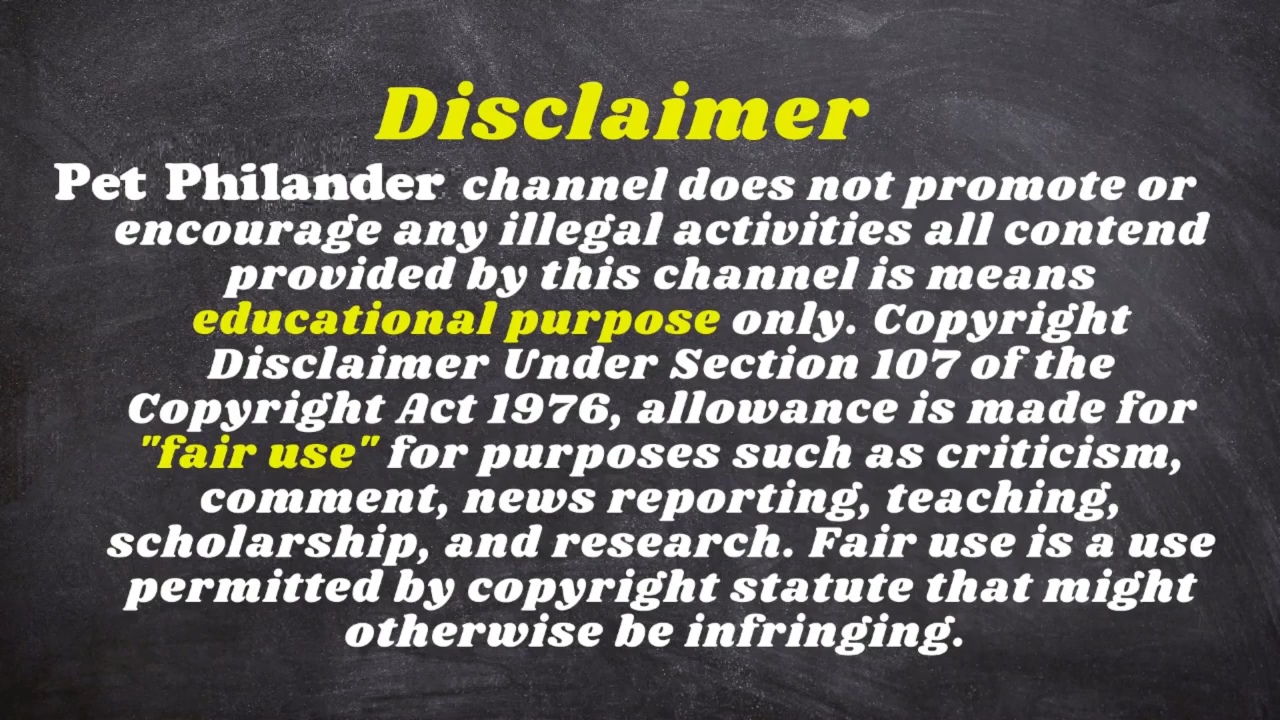 Disclaimer
Pet Philander channel does not promote or
encourage any illegal activities all contend
provided by this channel is means
educational purpose only. Copyright
Disclaimer Under Section 107 of the
Copyright Act 1976, allowance is made for
"fair use" for purposes such as criticism,
comment, news reporting, teaching,
scholarship, and research. Fair use is a use
permitted by copyright statute that might
otherwise be infringing.